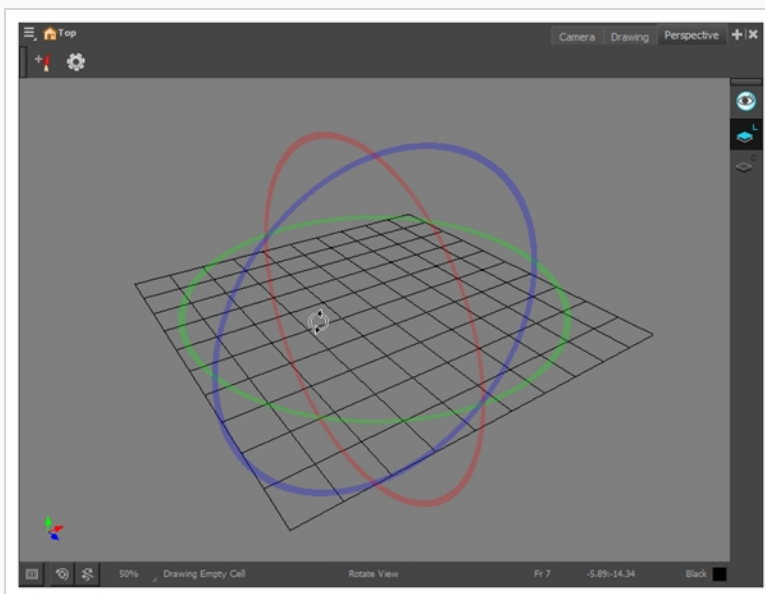 Top
Camera Drawing Perspective
L
C
50% Drawing Empty Cell Rotate View Fr 7 -5.89:-14.34 Black